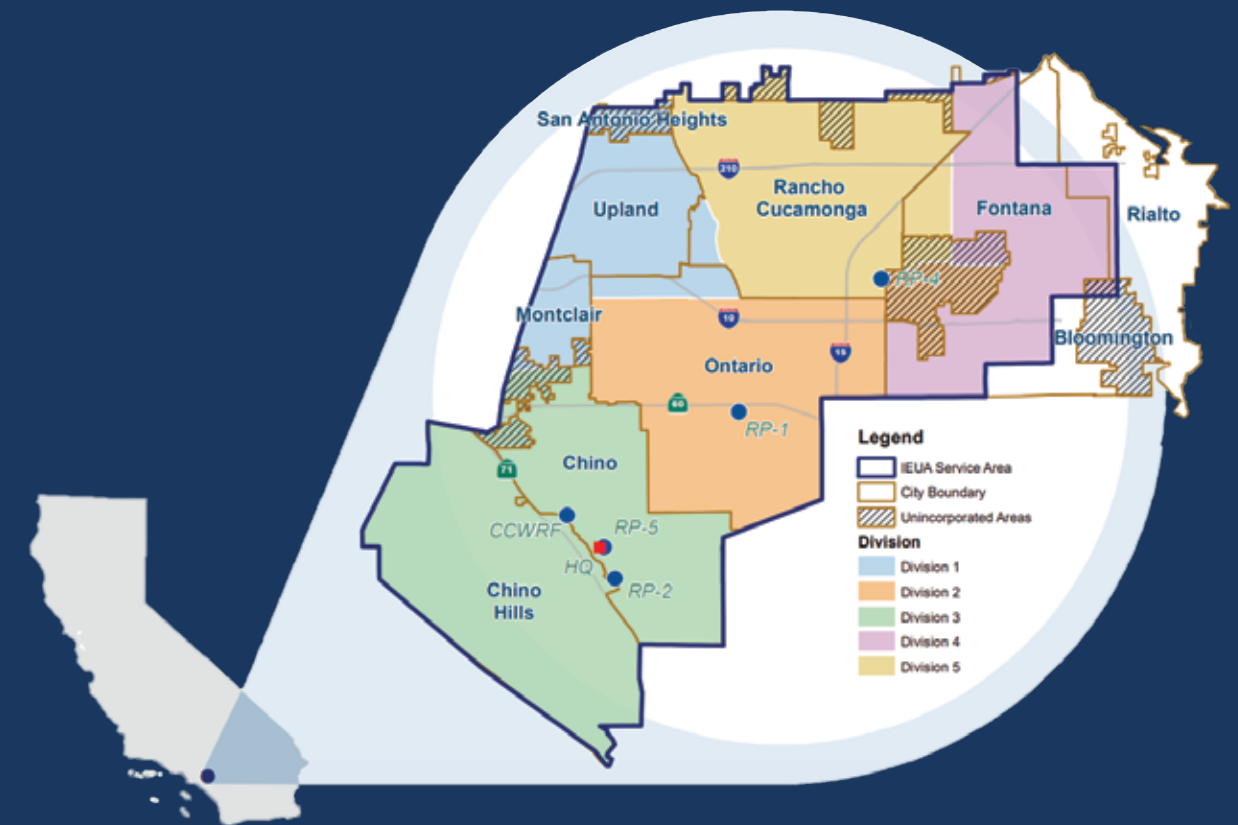 San Antonio Heights
210
Upland
Rancho
Cucamonga
Fontana
Rialto
RP-4
Montclair
10
15
Bloomington
Ontario
60
RP-1
Chino
71
CCWRF
RP-5
HQ
RP-2
Chino
Hills
Legend
IEUA Service Area
City Boundary
Unincorporated Areas
Division
Division 1
Division 2
Division 3
Division 4
Division 5